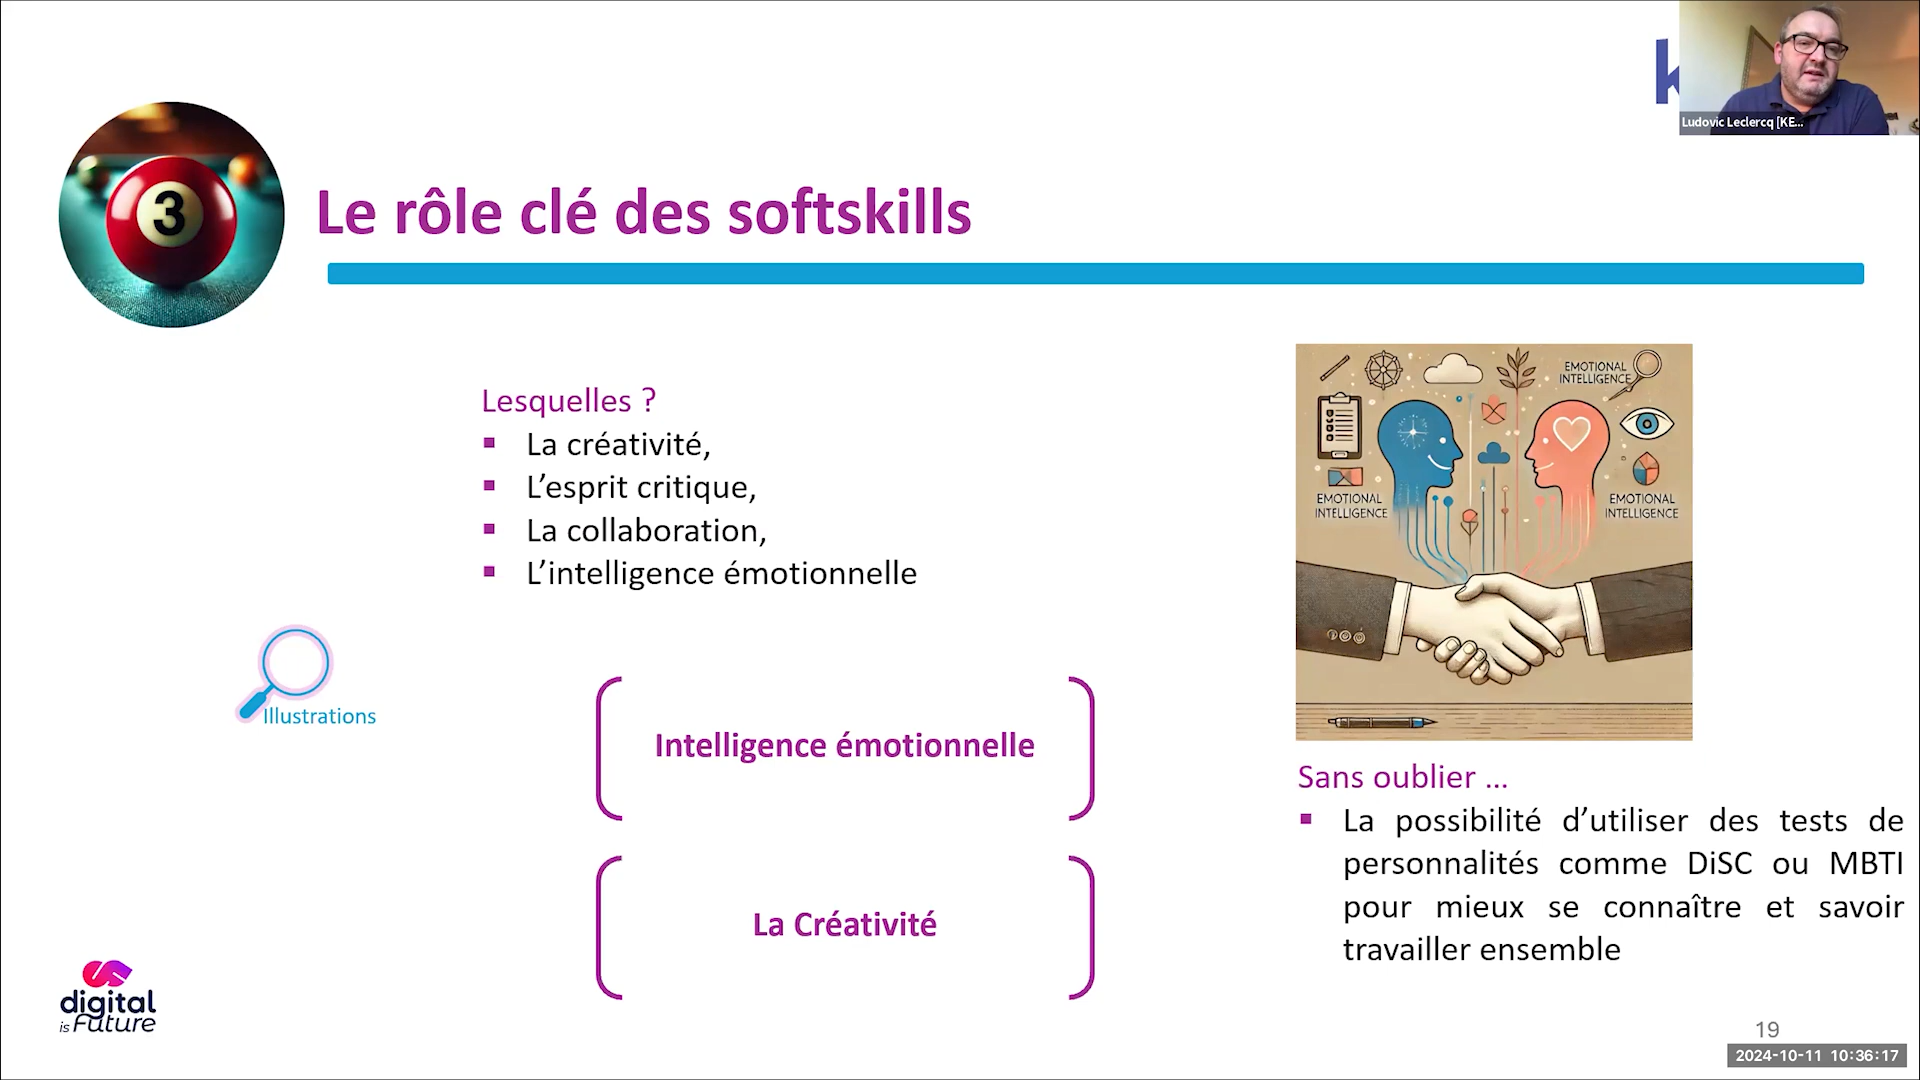 k
Ludovic Leclercq [KE...
3
Le rôle clé des softskills
Lesquelles ?
▪ La créativité,
▪ L’esprit critique,
▪ La collaboration,
▪ L’intelligence émotionnelle
EMOTIONAL
INTELLIGENCE
EMOTIONAL
INTELLIGENCE
EMOTIONAL
INTELLIGENCE
Illustrations
Intelligence émotionnelle
La Créativité
Sans oublier ...
▪ La possibilité d’utiliser des tests de
personnalités comme DiSC ou MBTI
pour mieux se connaître et savoir
travailler ensemble
digital
is Future
19
2024-10-11 10:36:17